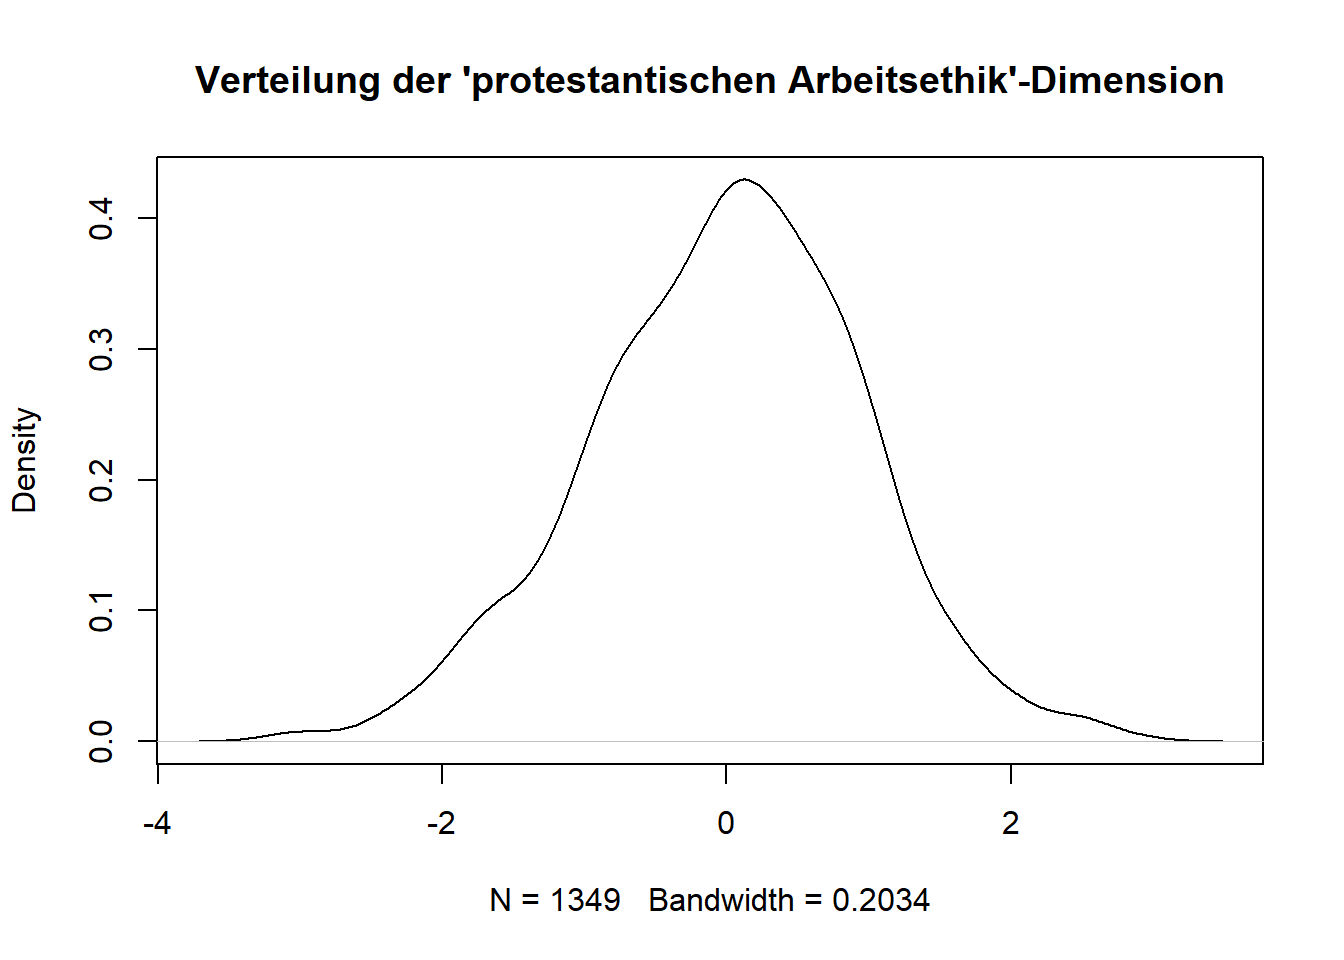 Verteilung der 'protestantischen Arbeitsethik'-Dimension
Density
0.4
0.3
0.2
0.1
0.0
-4 -2 0 2
N = 1349 Bandwidth = 0.2034